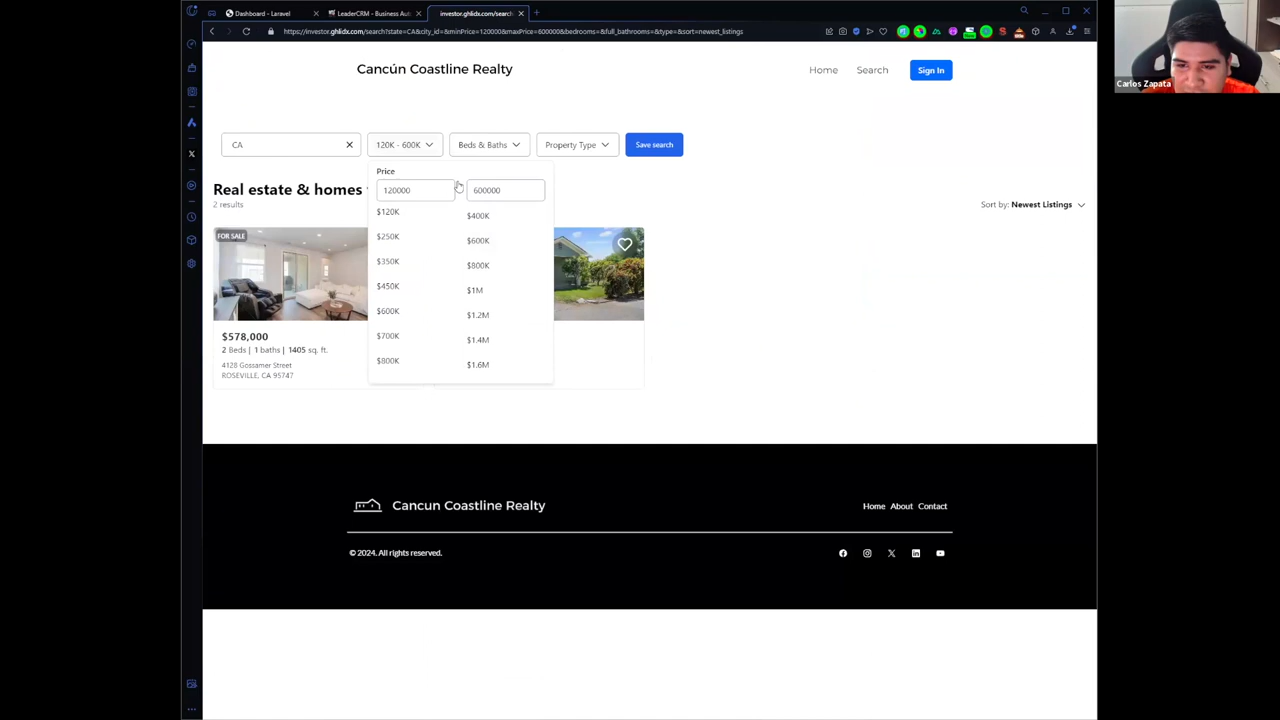 Dashboard - Laravel
LeaderCRM - Business Aut
investor.ghlidx.com/search
https://investor.ghlidx.com/search?state=CA&city_id=&minPrice=120000&maxPrice=600000&bedrooms=&full_bathrooms=&type=&sort=newest_listings
Carlos Zapata
Cancún Coastline Realty
Home
Search
Sign In
CA
120K - 600K
Beds & Baths
Property Type
Save search
Price
120000
600000
Real estate & homes
2 results
Sort by: Newest Listings
$120K
$250K
$350K
$450K
$600K
$700K
$800K
$400K
$600K
$800K
$1M
$1.2M
$1.4M
$1.6M
FOR SALE
$578,000
2 Beds | 1 baths | 1405 sq. ft.
4128 Gossamer Street
ROSEVILLE, CA 95747
Cancun Coastline Realty
Home About Contact
© 2024. All rights reserved.